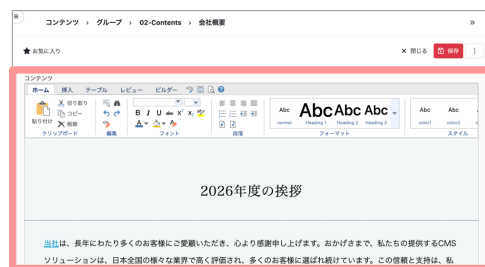 コンテンツ › グループ › 02-Contents › 会社概要 »
★ お気に入り × 閉じる 保存
コンテンツ
ホーム 挿入 テーブル レビュー ビルダー
貼り付け 切り取り コピー 削除
B I U abc X² X₂
Abc Abc Abc Abc Abc Abc
normal Heading 1 Heading 2 Heading 3 color1 color2
クリップボード 編集 フォント 段落 フォーマット スタイル
2026年度の挨拶
当社は、長年にわたり多くのお客様にご愛顧いただき、心より感謝申し上げます。おかげさまで、私たちの提供するCMS
ソリューションは、日本全国の様々な業界で高く評価され、多くのお客様に選ばれ続けています。この信頼と支持は、私